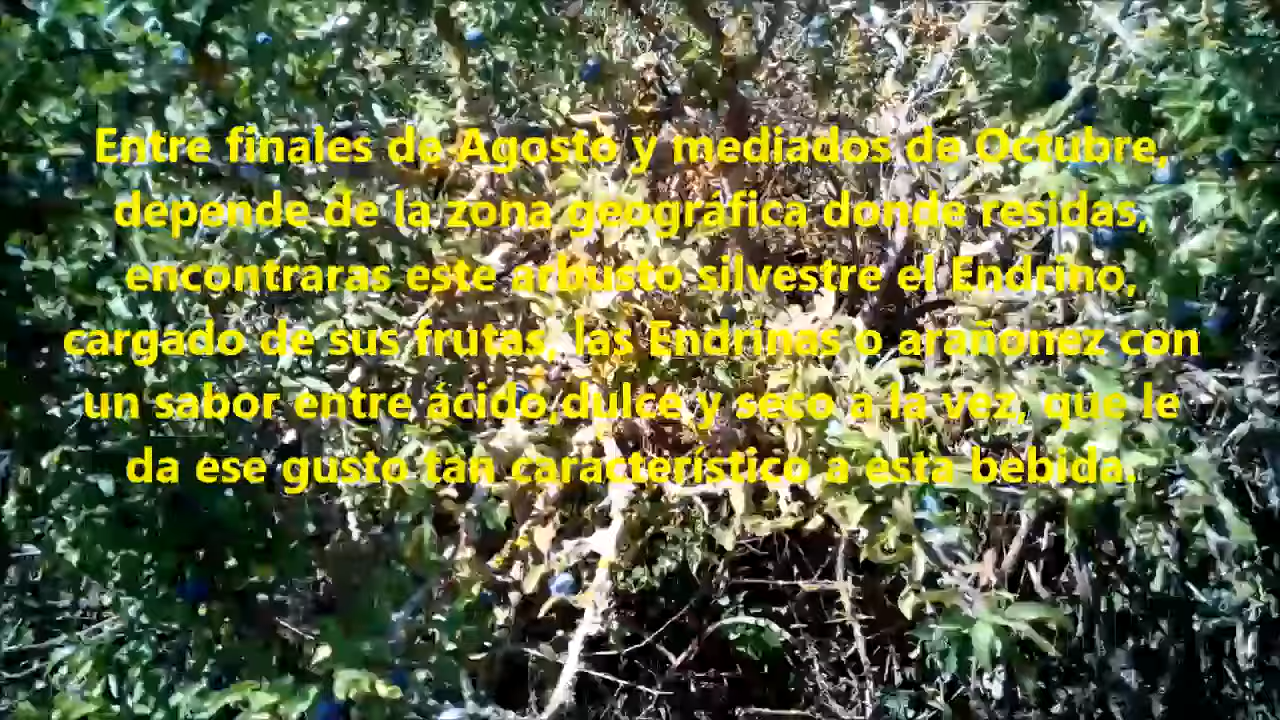 Entre finales de Agosto y mediados de Octubre,
depende de la zona geográfica donde residas,
encontraras este arbusto silvestre el Endrino,
cargado de sus frutas, las Endrinas o arañonez con
un sabor entre ácido,dulce y seco a la vez, que le
da ese gusto tan característico a esta bebida.